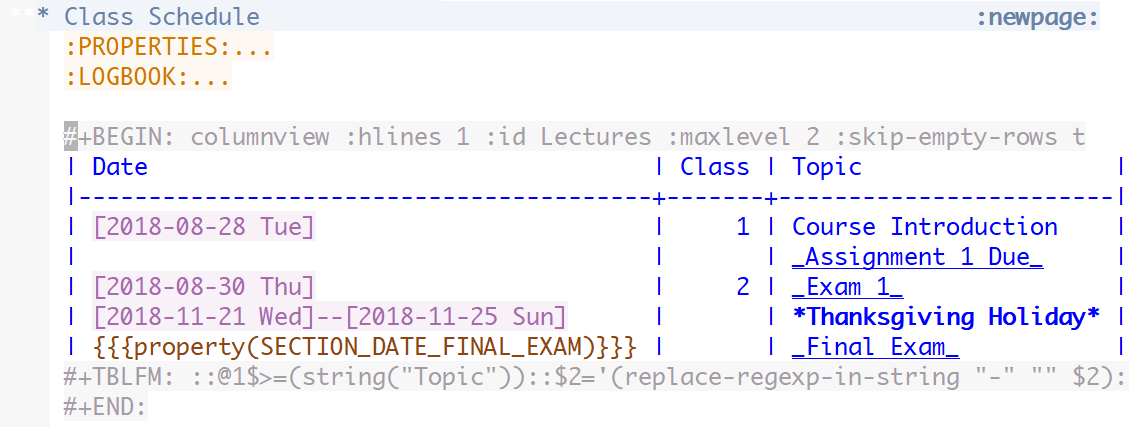 *** Class Schedule :newpage:
:PROPERTIES:...
:LOGBOOK:...
#+BEGIN: columnview :hlines 1 :id Lectures :maxlevel 2 :skip-empty-rows t
| Date | Class | Topic |
|-----------------------------------------+-------+------------------------|
| [2018-08-28 Tue] | 1 | Course Introduction |
| | | _Assignment 1 Due_ |
| [2018-08-30 Thu] | 2 | _Exam 1_ |
| [2018-11-21 Wed]--[2018-11-25 Sun] | | *Thanksgiving Holiday* |
| {{{property(SECTION_DATE_FINAL_EXAM)}}} | | _Final Exam_ |
#+TBLFM: ::@1$>=(string("Topic"))::$2='(replace-regexp-in-string "-" "" $2):
#+END: